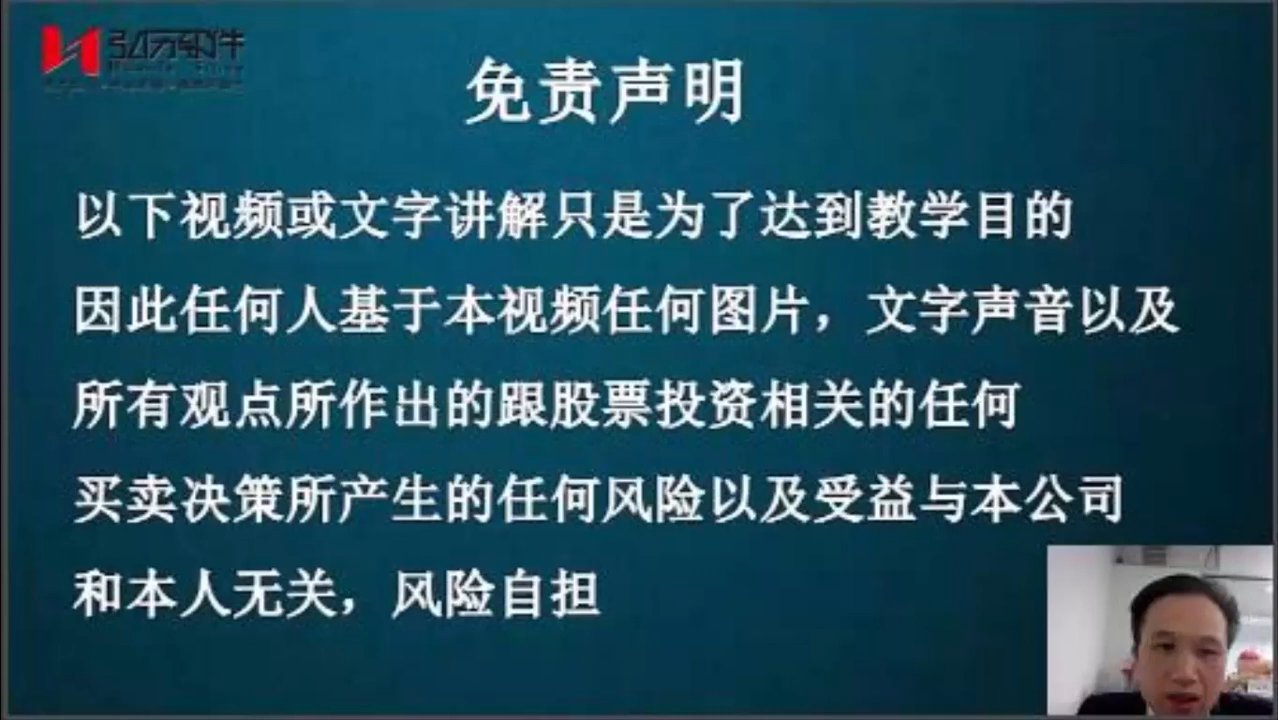 弘历软件
免责声明
以下视频或文字讲解只是为了达到教学目的
因此任何人基于本视频任何图片，文字声音以及
所有观点所作出的跟股票投资相关的任何
买卖决策所产生的任何风险以及受益与本公司
和本人无关，风险自担